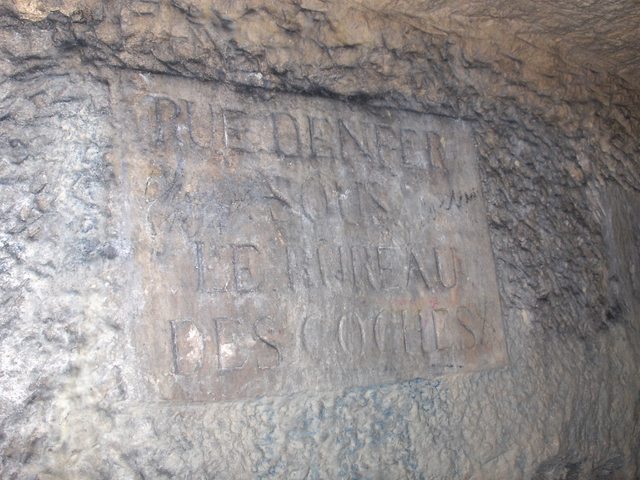 RUE DENFER
SOUS
LE BUREAU
DES COCHES